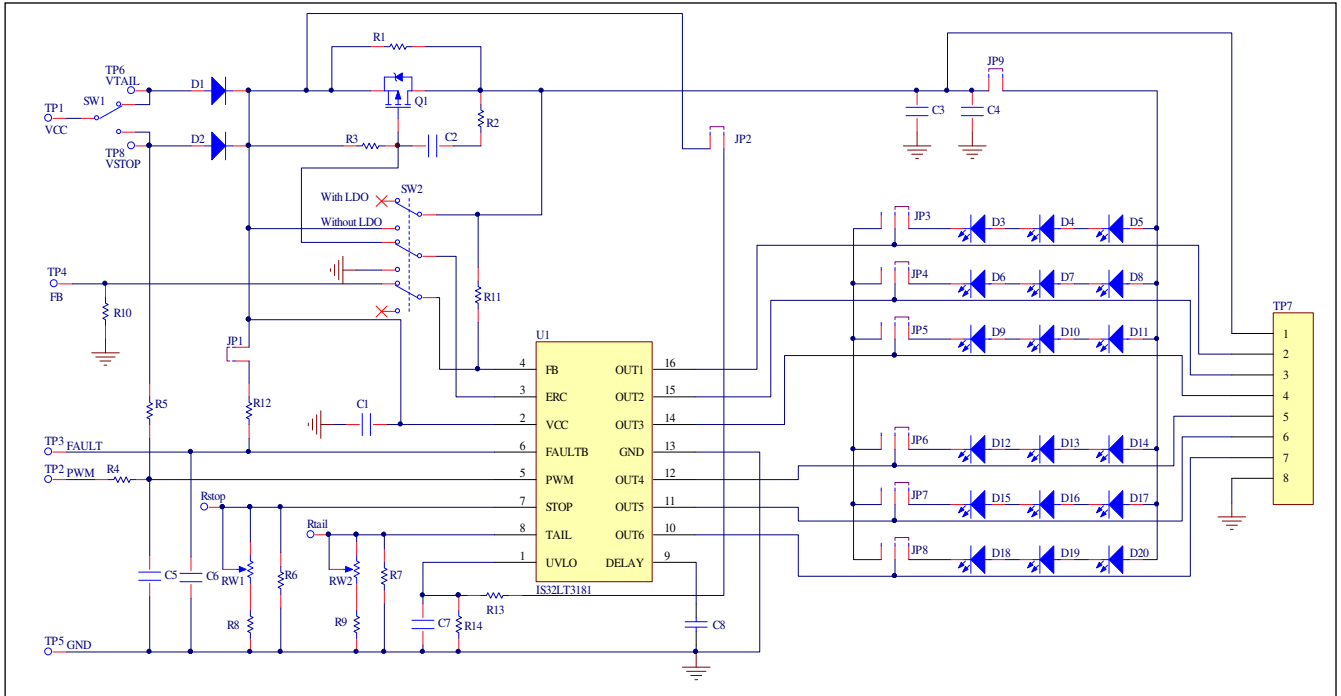 R1
JP9
TP6
VTAIL
D1
TP1
SW1
VCC
Q1
C3
C4
R2
D2
R3
C2
JP2
TP8
VSTOP
With LDO
SW2
Without LDO
JP3
D3
D4
D5
TP4
FB
JP4
D6
D7
D8
R10
R11
TP7
JP5
D9
D10
D11
1
2
3
4
5
6
7
8
JP1
U1
4 FB OUT1 16
3 ERC OUT2 15
2 VCC OUT3 14
6 FAULTB GND 13
5 PWM OUT4 12
7 STOP OUT5 11
8 TAIL OUT6 10
1 UVLO DELAY 9
IS32LT3181
R5
R12
C1
TP3 FAULT
TP2 PWM R4
JP6
D12
D13
D14
Rstop
JP7
D15
D16
D17
Rtail
JP8
D18
D19
D20
C5
C6
RW1
R6
RW2
R7
R13
R8
R9
C7
R14
C8
TP5 GND